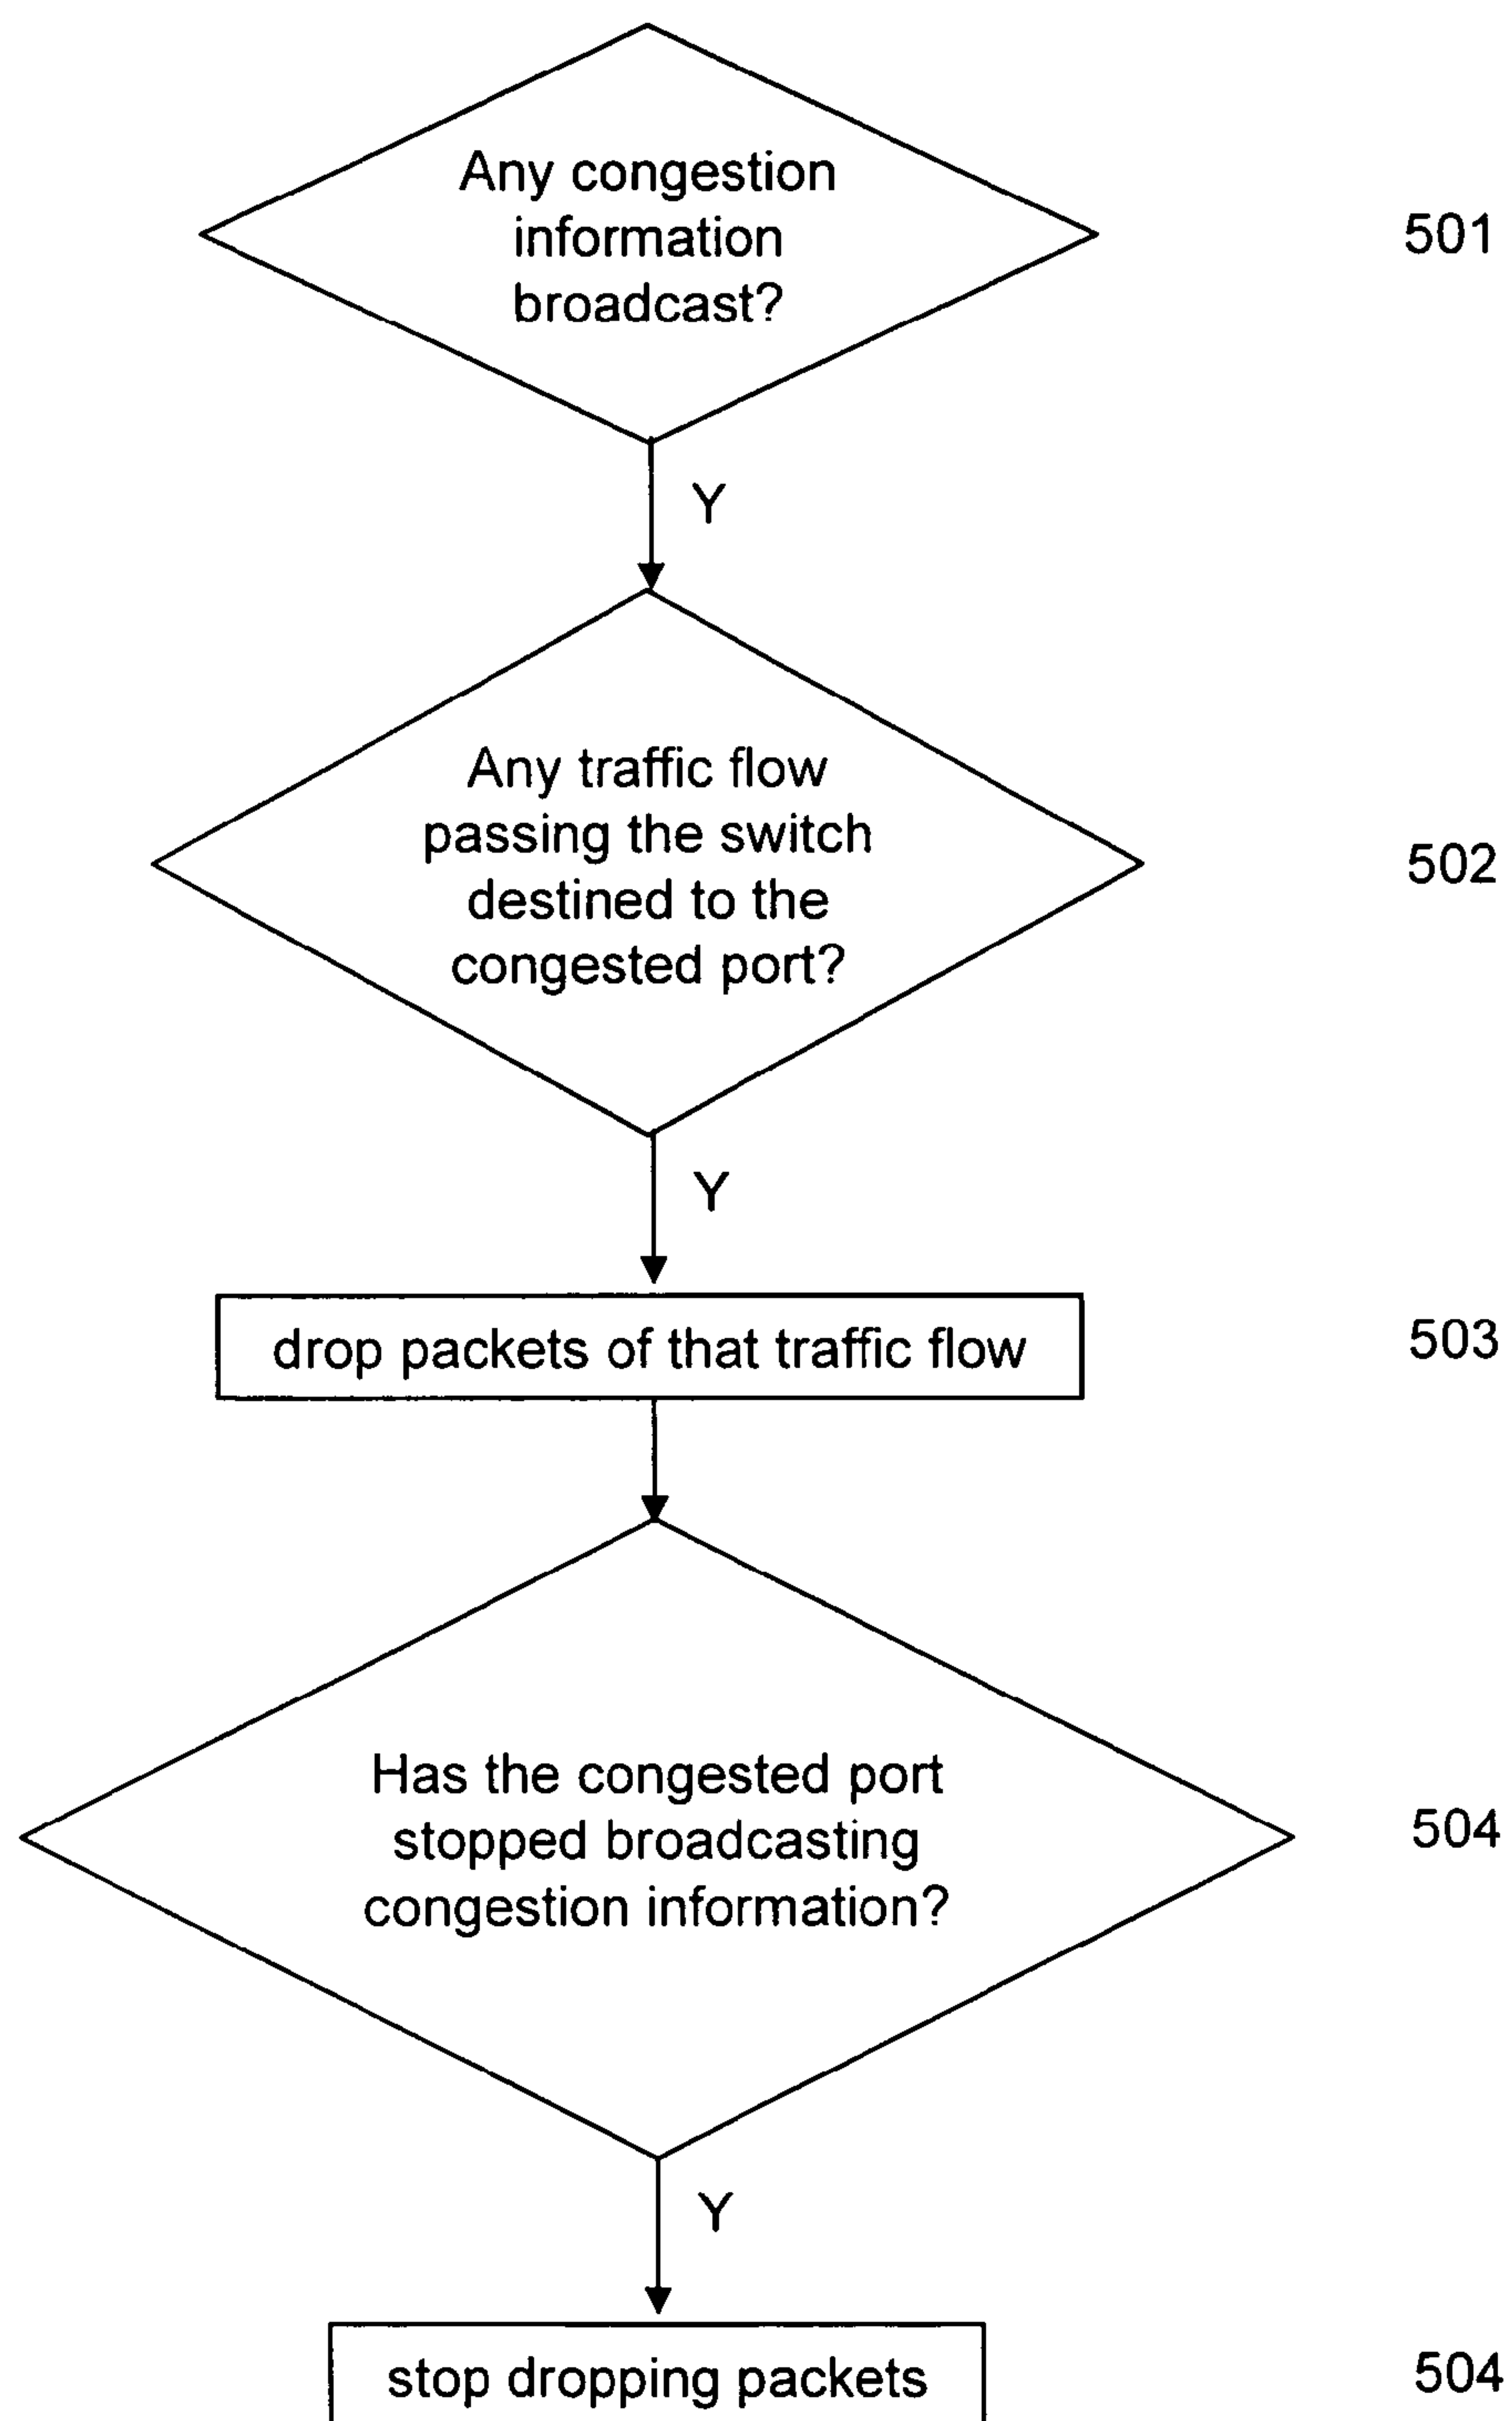 Any congestion
information
broadcast?
501
Y
Any traffic flow
passing the switch
destined to the
congested port?
502
Y
drop packets of that traffic flow
503
Has the congested port
stopped broadcasting
congestion information?
504
Y
stop dropping packets
504